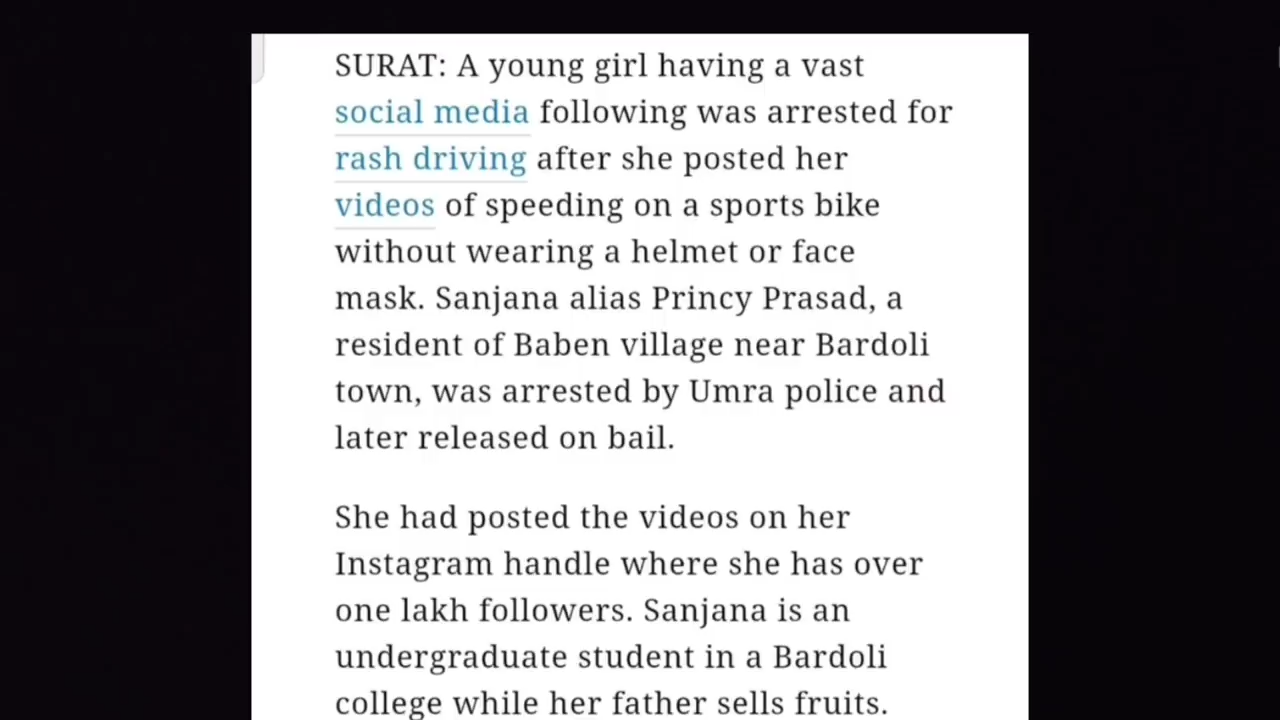 SURAT: A young girl having a vast
social media following was arrested for
rash driving after she posted her
videos of speeding on a sports bike
without wearing a helmet or face
mask. Sanjana alias Princy Prasad, a
resident of Baben village near Bardoli
town, was arrested by Umra police and
later released on bail.
She had posted the videos on her
Instagram handle where she has over
one lakh followers. Sanjana is an
undergraduate student in a Bardoli
college while her father sells fruits.